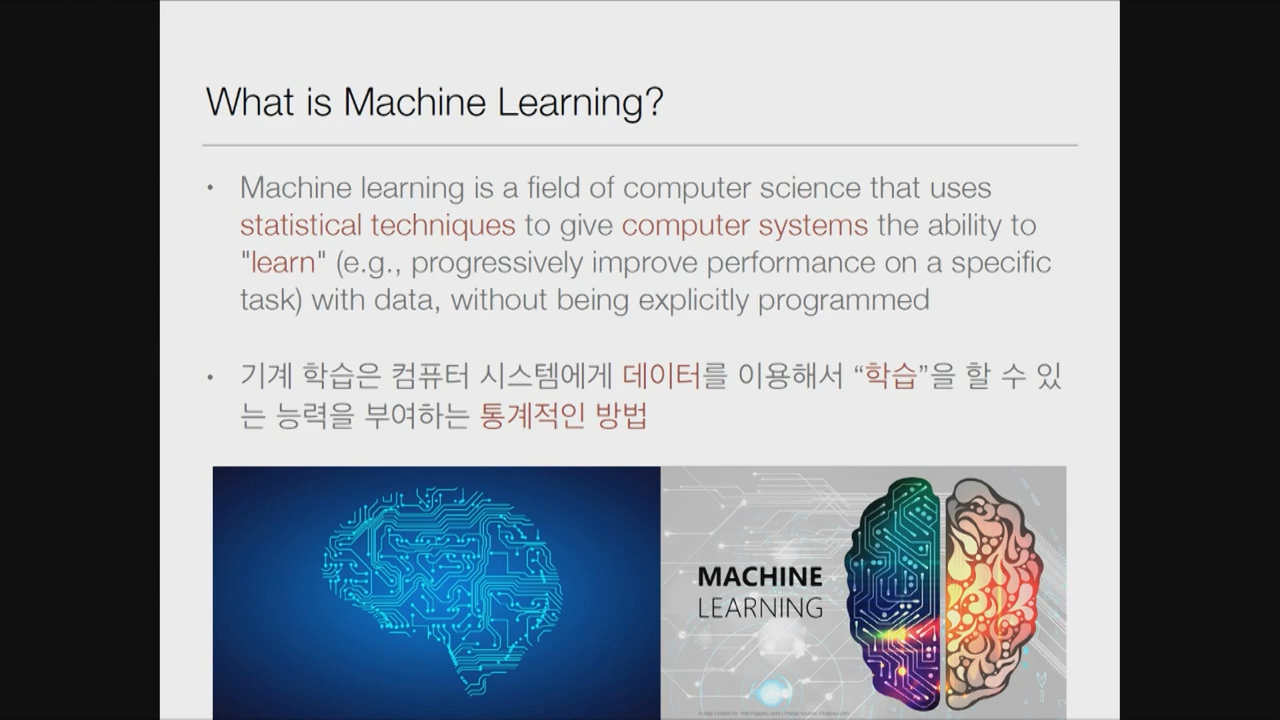 What is Machine Learning?
• Machine learning is a field of computer science that uses
statistical techniques to give computer systems the ability to
"learn" (e.g., progressively improve performance on a specific
task) with data, without being explicitly programmed
• 기계 학습은 컴퓨터 시스템에게 데이터를 이용해서 “학습”을 할 수 있
는 능력을 부여하는 통계적인 방법
MACHINE
LEARNING